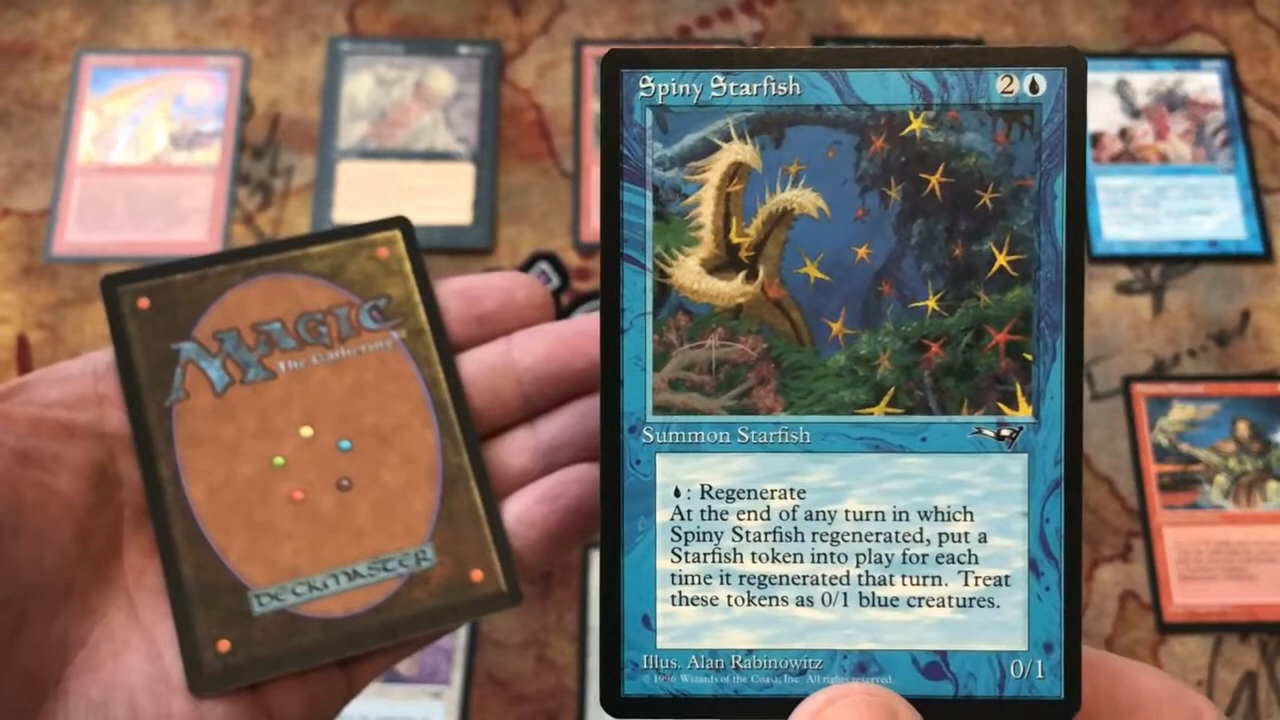 Spiny Starfish
2
Summon Starfish
: Regenerate
At the end of any turn in which
Spiny Starfish regenerated, put a
Starfish token into play for each
time it regenerated that turn. Treat
these tokens as 0/1 blue creatures.
Illus. Alan Rabinowitz
© 1996 Wizards of the Coast, Inc. All rights reserved.
0/1
MAGIC
The Gathering
DECKMASTER